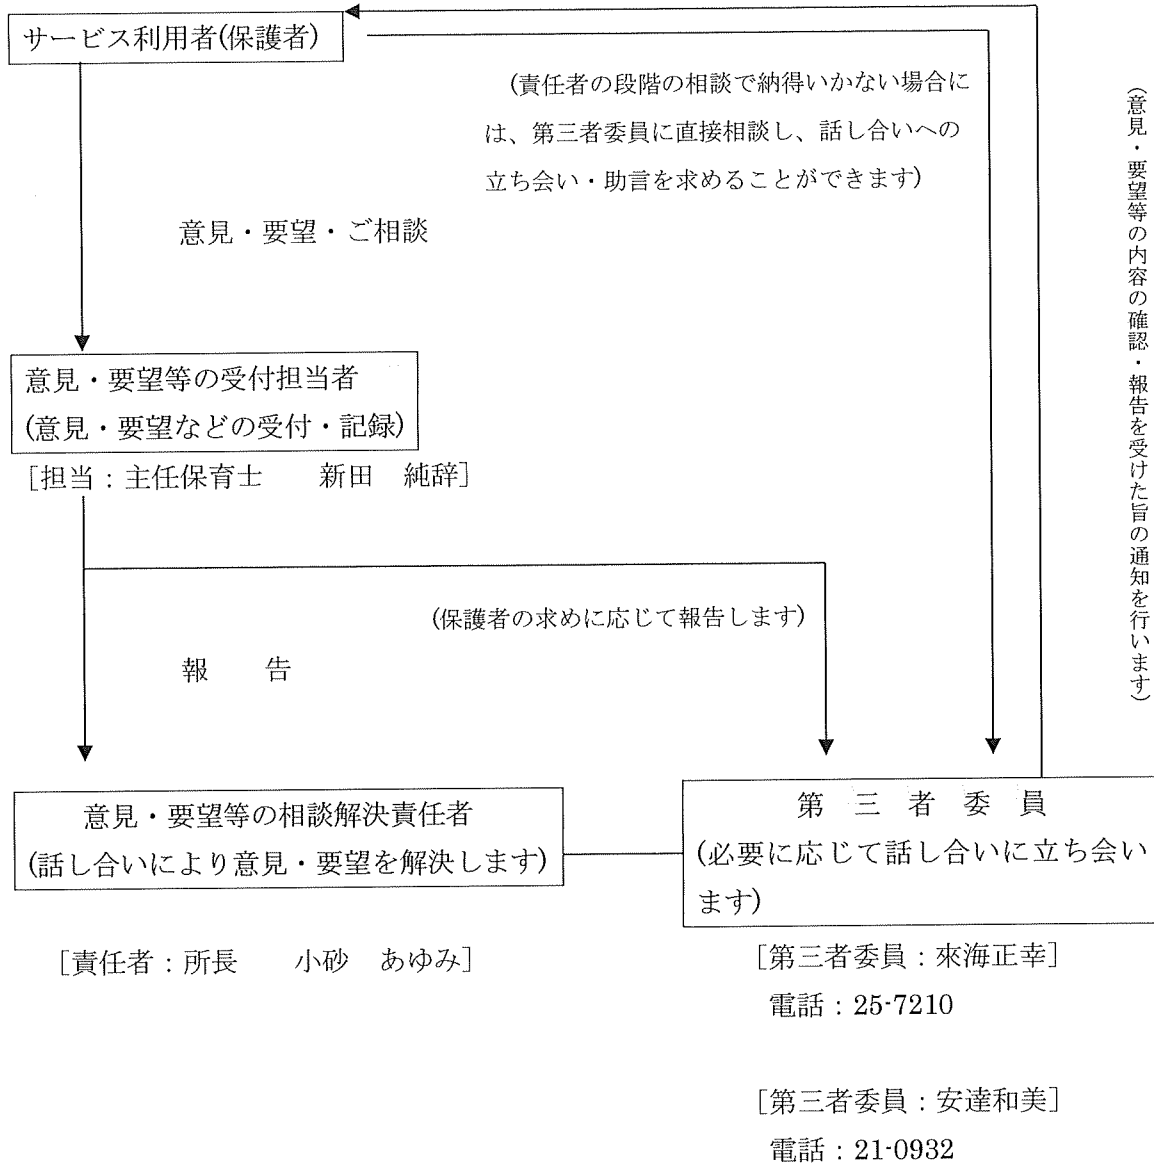 サービス利用者(保護者)
(責任者の段階の相談で納得いかない場合に
は、第三者委員に直接相談し、話し合いへの
立ち会い・助言を求めることができます)
(意見・要望等の内容の確認・報告を受けた旨の通知を行います)
意見・要望・ご相談
意見・要望等の受付担当者
(意見・要望などの受付・記録)
[担当：主任保育士　　新田　純辞]
(保護者の求めに応じて報告します)
報　　告
意見・要望等の相談解決責任者
(話し合いにより意見・要望を解決します)
[責任者：所長　　小砂　あゆみ]
第　三　者　委　員
(必要に応じて話し合いに立ち会い
ます)
[第三者委員：來海正幸]
電話：25-7210
[第三者委員：安達和美]
電話：21-0932